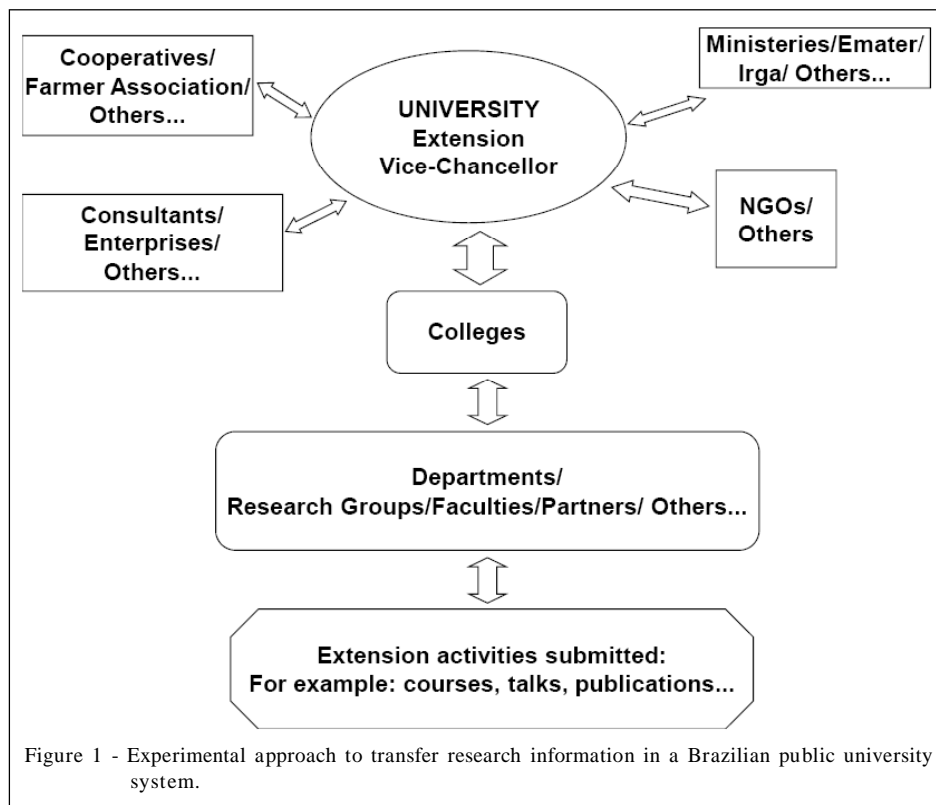 Cooperatives/
Farmer Association/
Others...
Ministeries/Emater/
Irga/ Others...
UNIVERSITY
Extension
Vice-Chancellor
Consultants/
Enterprises/
Others...
NGOs/
Others
Colleges
Departments/
Research Groups/Faculties/Partners/ Others...
Extension activities submitted:
For example: courses, talks, publications...
Figure 1 - Experimental approach to transfer research information in a Brazilian public university
system.